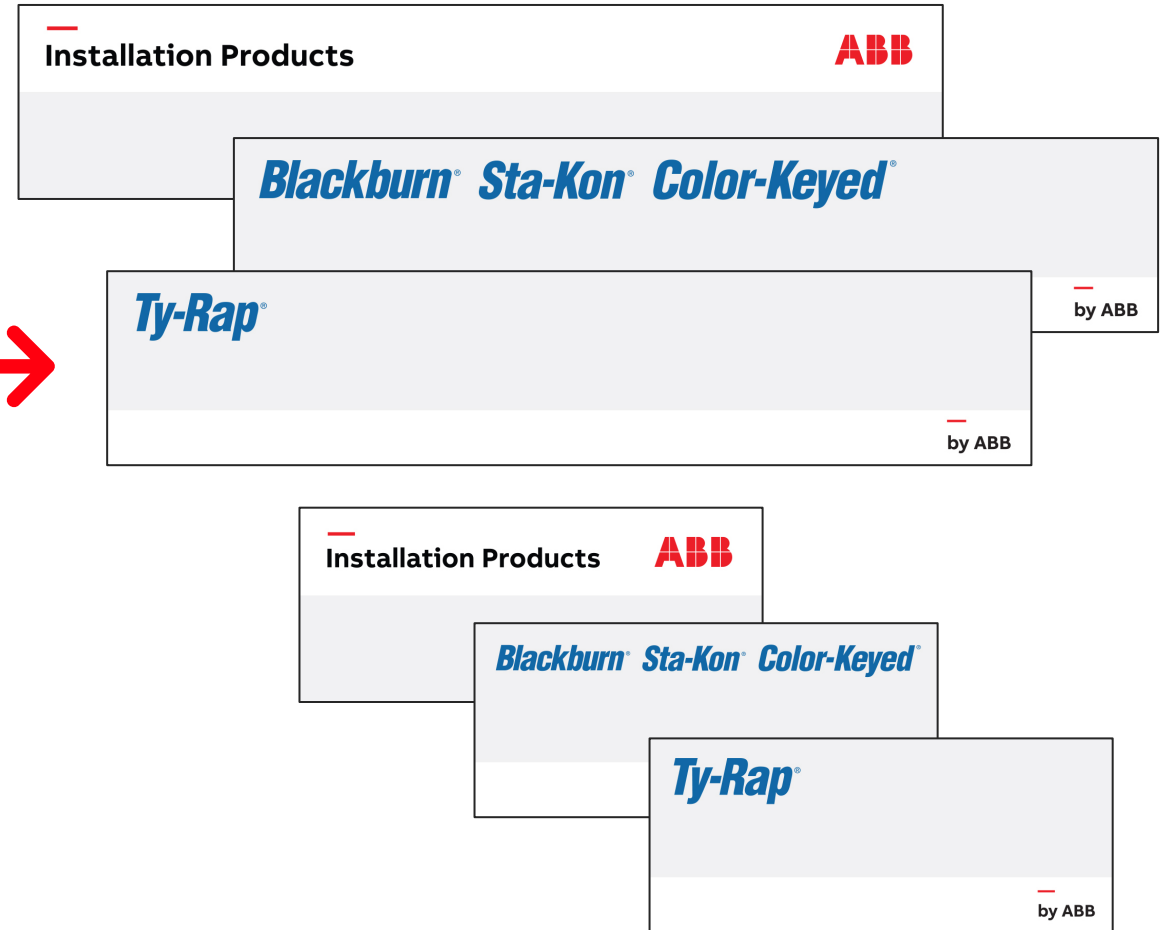 Installation Products ABB
Blackburn® Sta-Kon® Color-Keyed®
by ABB
Ty-Rap®
by ABB
Installation Products ABB
Blackburn® Sta-Kon® Color-Keyed®
Ty-Rap®
by ABB